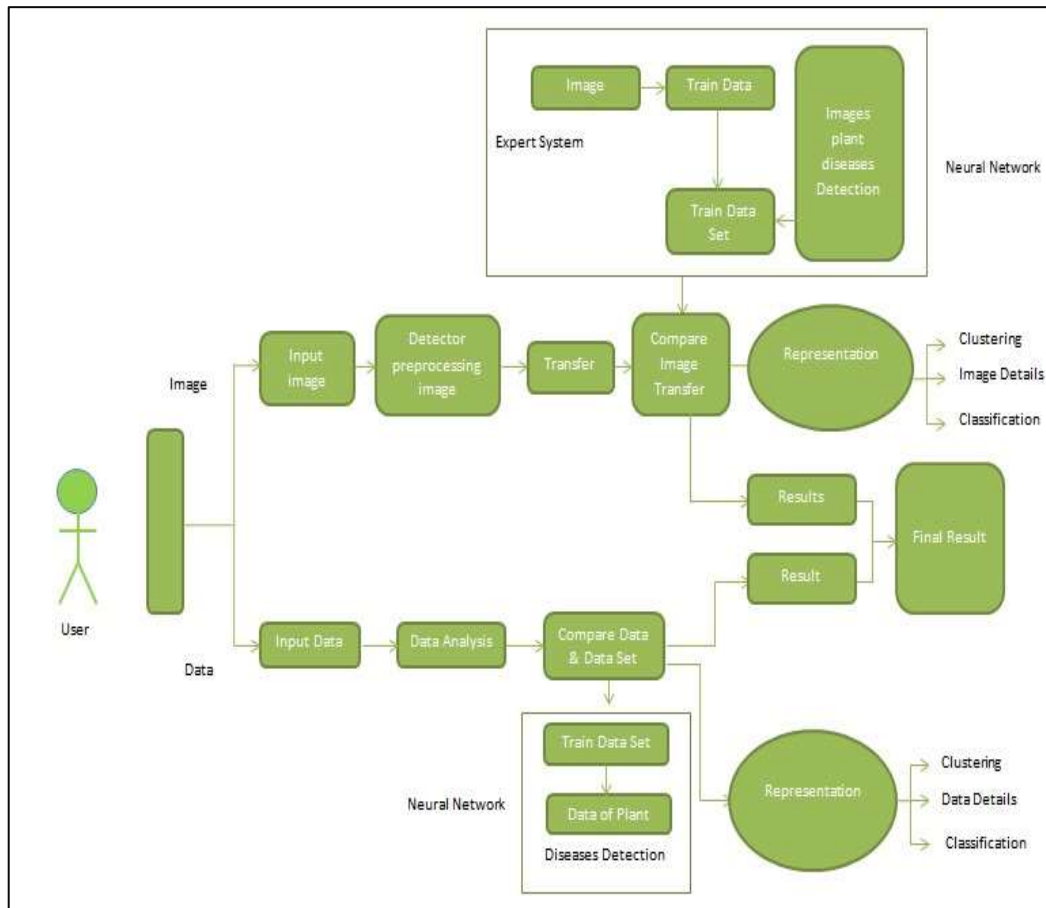 Image
Train Data
Images
plant
diseases
Detection
Expert System
Neural Network
Train Data
Set
Input
image
Detector
preprocessing
image
Transfer
Compare
Image
Transfer
Representation
Clustering
Image Details
Classification
Image
Results
Final Result
Result
User
Input Data
Data Analysis
Compare Data
& Data Set
Data
Train Data Set
Neural Network
Data of Plant
Diseases Detection
Representation
Clustering
Data Details
Classification